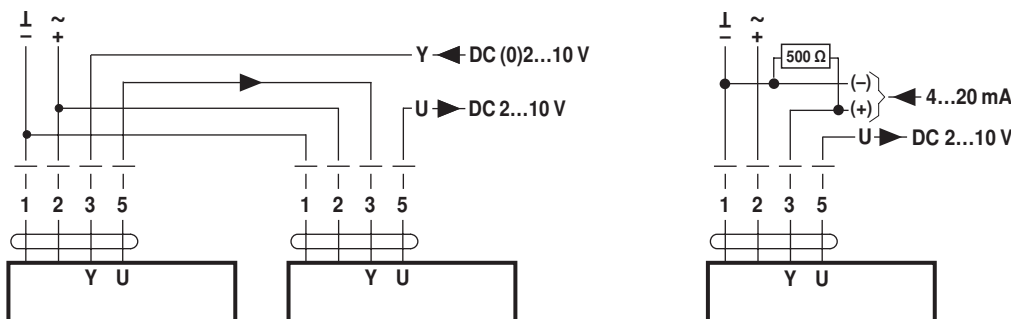 ⊥ ~
– +
Y DC (0)2...10 V
U DC 2...10 V
1 2 3 5
1 2 3 5
Y U
Y U
⊥ ~
– +
500 Ω
(–)
(+)
4...20 mA
U DC 2...10 V
1 2 3 5
Y U